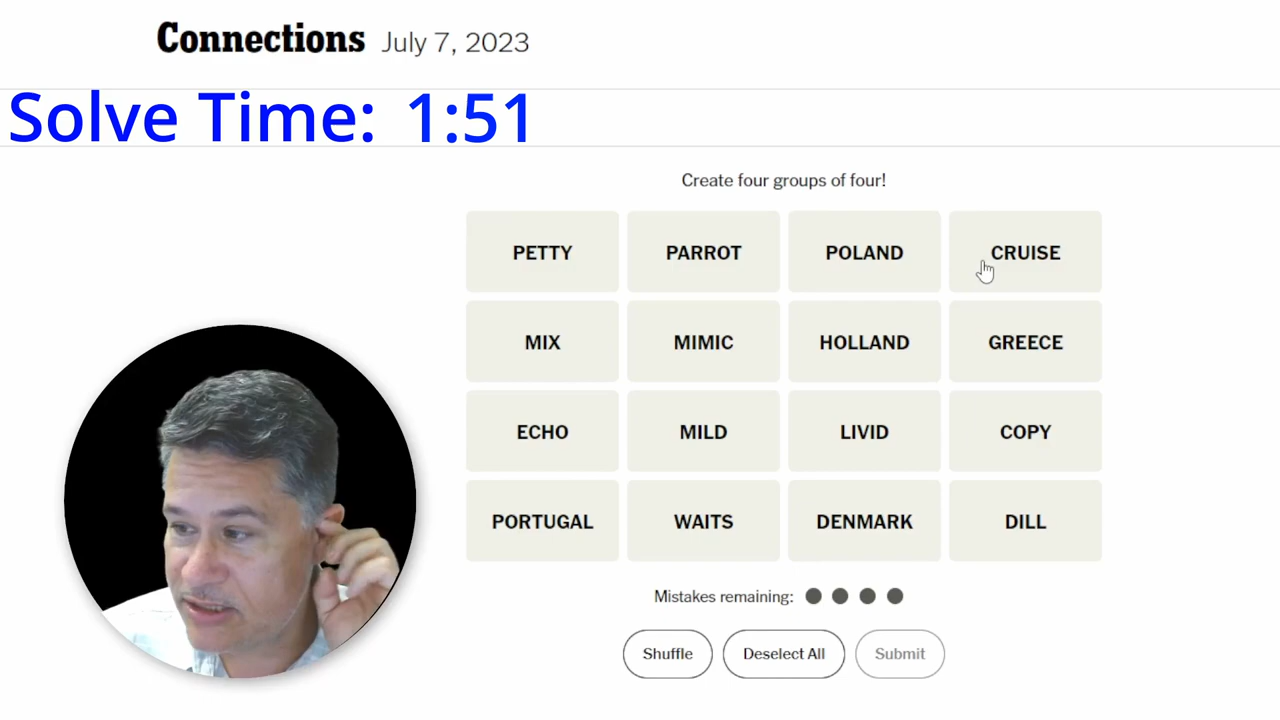 Connections July 7, 2023
Solve Time: 1:51
Create four groups of four!
PETTY PARROT POLAND CRUISE
MIX MIMIC HOLLAND GREECE
ECHO MILD LIVID COPY
PORTUGAL WAITS DENMARK DILL
Mistakes remaining:
Shuffle Deselect All Submit